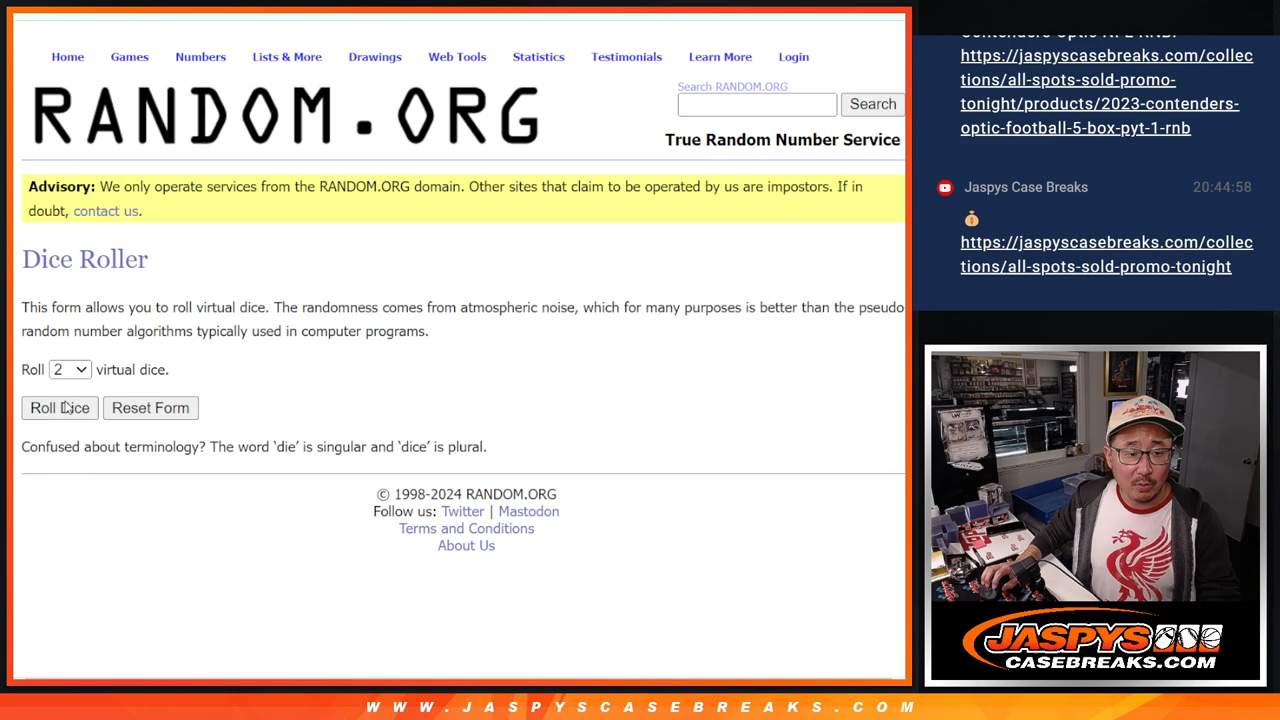 Home Games Numbers Lists & More Drawings Web Tools Statistics Testimonials Learn More Login
RANDOM.ORG
Search RANDOM.ORG
Search
True Random Number Service
Advisory: We only operate services from the RANDOM.ORG domain. Other sites that claim to be operated by us are impostors. If in
doubt, contact us.
Dice Roller
This form allows you to roll virtual dice. The randomness comes from atmospheric noise, which for many purposes is better than the pseudo
random number algorithms typically used in computer programs.
Roll 2 virtual dice.
Roll Dice Reset Form
Confused about terminology? The word ‘die’ is singular and ‘dice’ is plural.
© 1998-2024 RANDOM.ORG
Follow us: Twitter | Mastodon
Terms and Conditions
About Us
https://jaspyscasebreaks.com/collec
tions/all-spots-sold-promo-
tonight/products/2023-contenders-
optic-football-5-box-pyt-1-rnb
Jaspys Case Breaks 20:44:58
https://jaspyscasebreaks.com/collec
tions/all-spots-sold-promo-tonight
JASPYS
CASEBREAKS.COM
WWW.JASPYSCASEBREAKS.COM